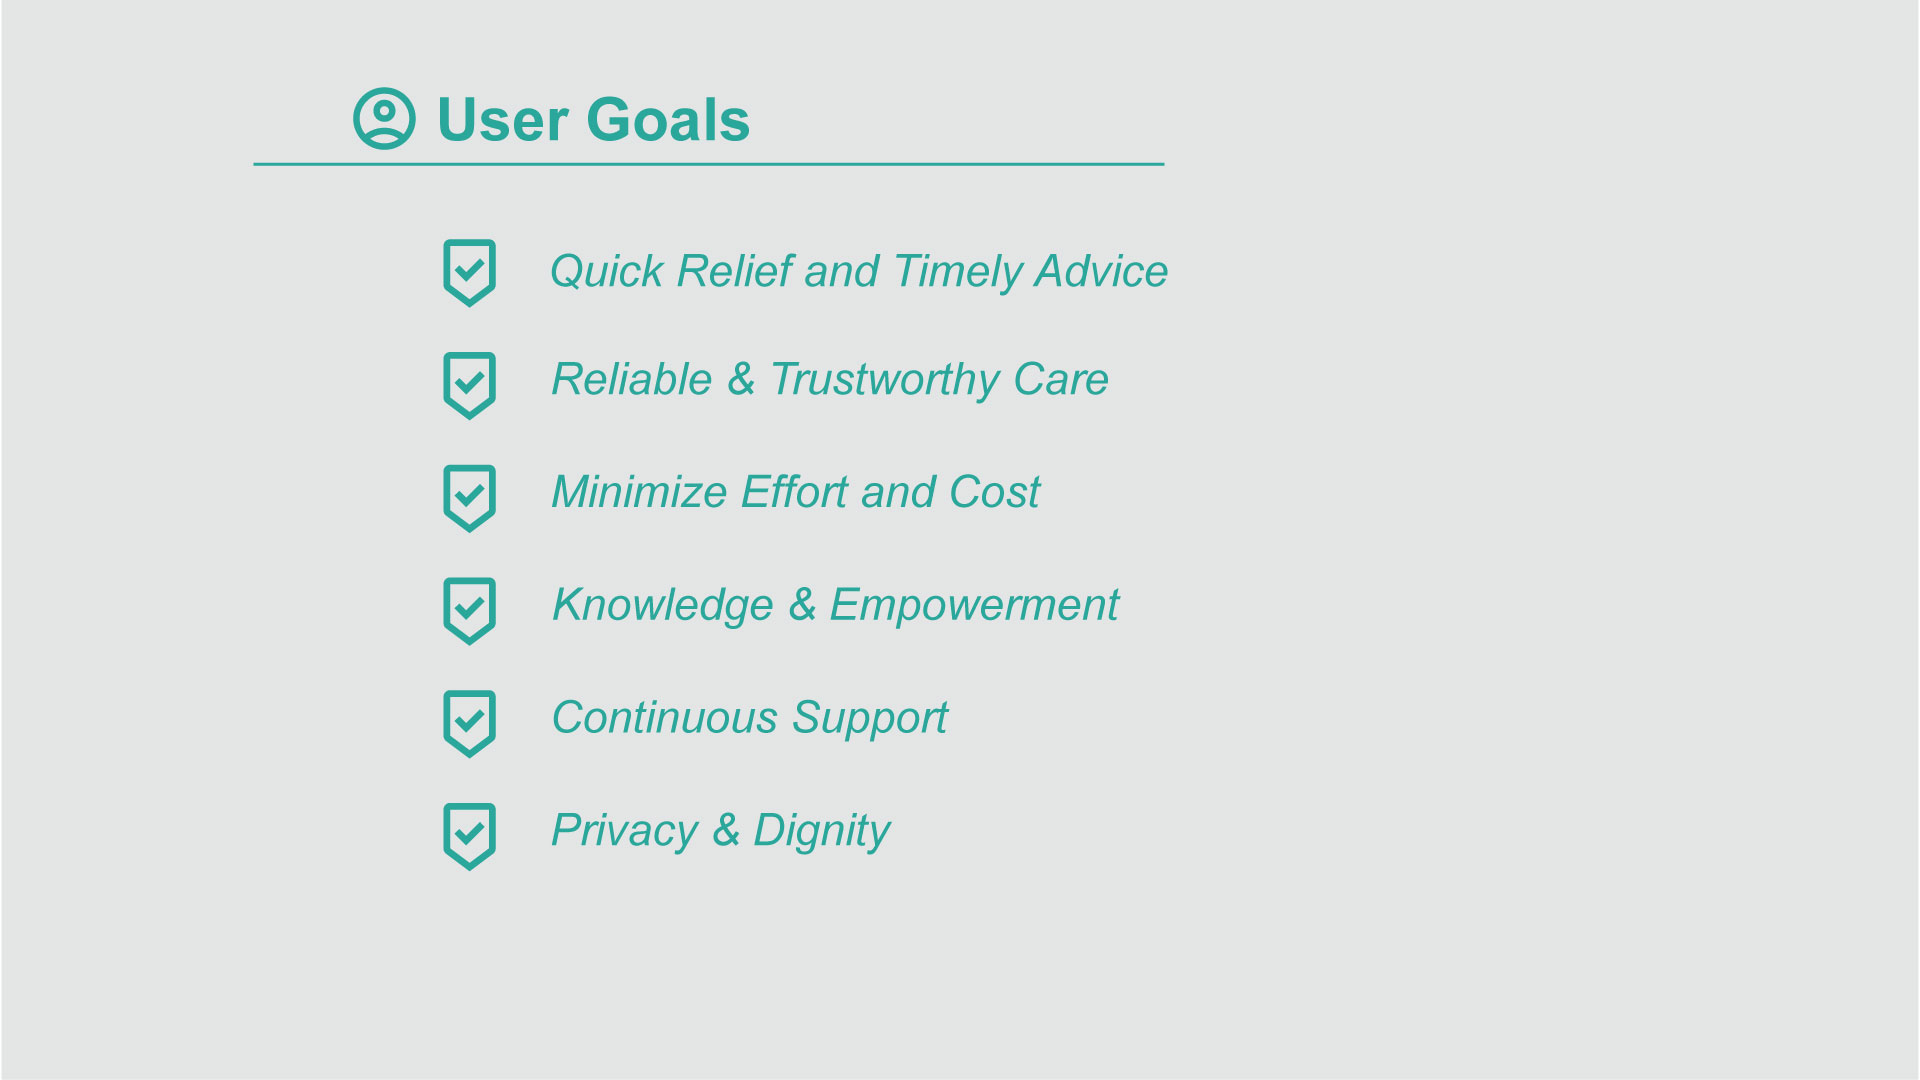 User Goals
Quick Relief and Timely Advice
Reliable & Trustworthy Care
Minimize Effort and Cost
Knowledge & Empowerment
Continuous Support
Privacy & Dignity